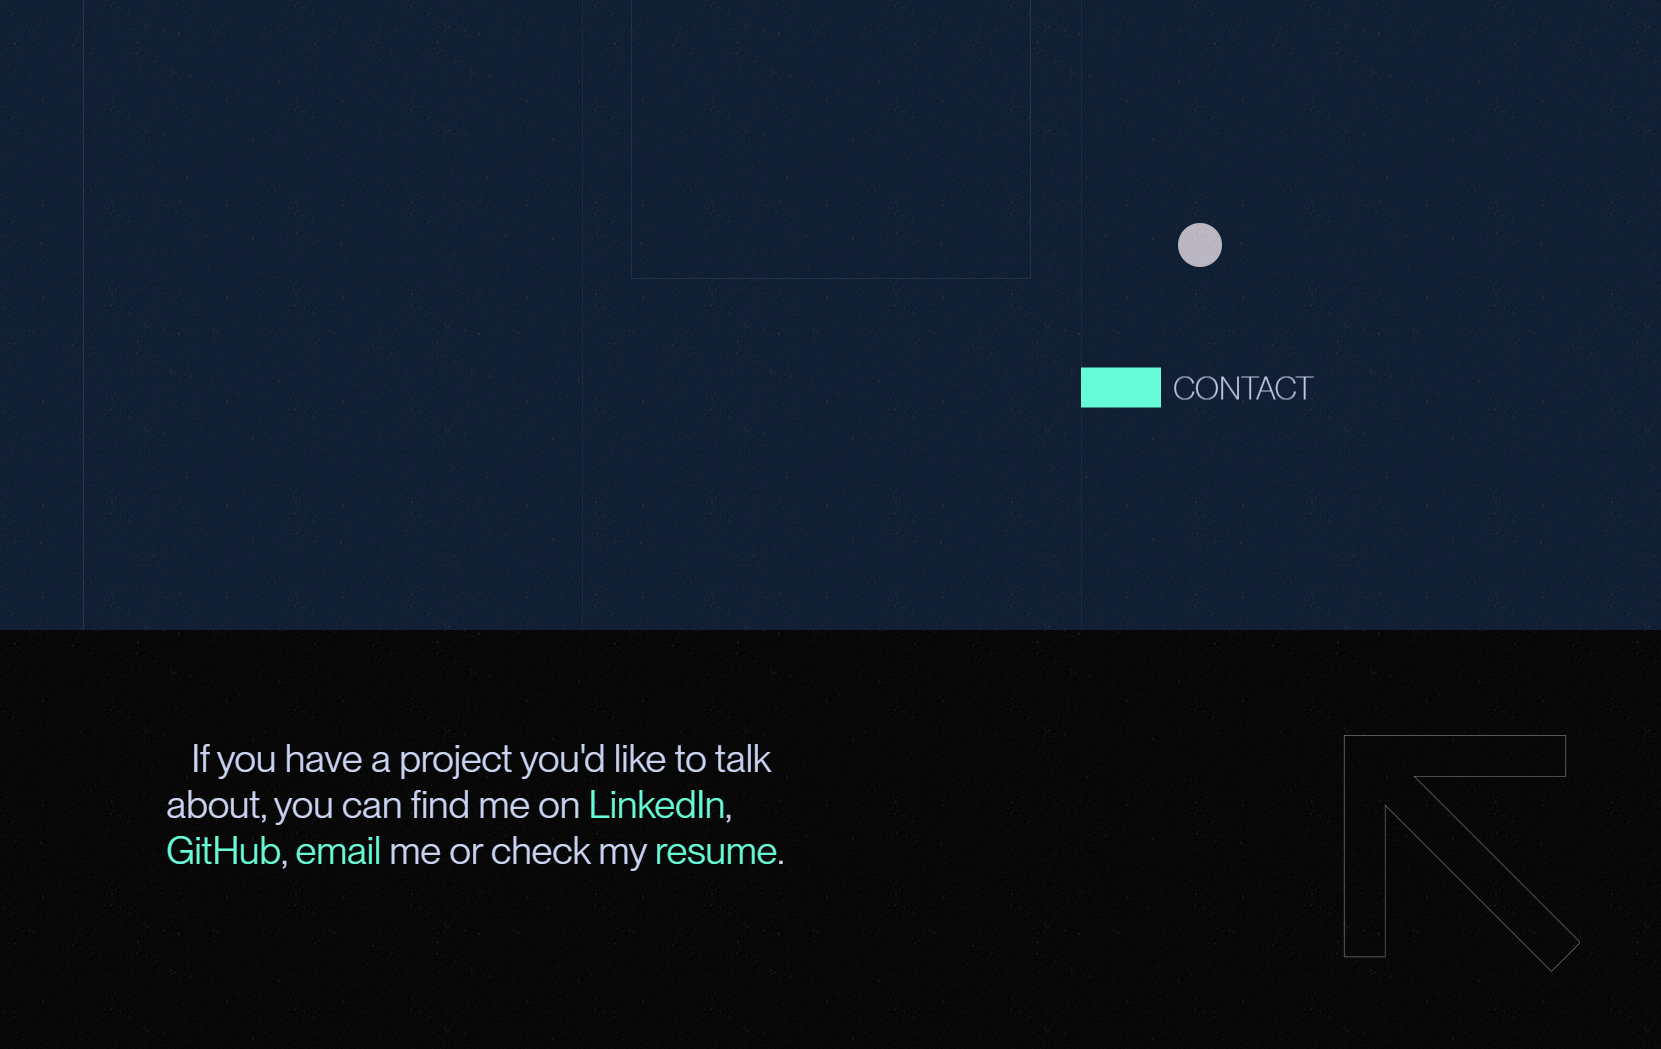 CONTACT
If you have a project you'd like to talk
about, you can find me on LinkedIn,
GitHub, email me or check my resume.